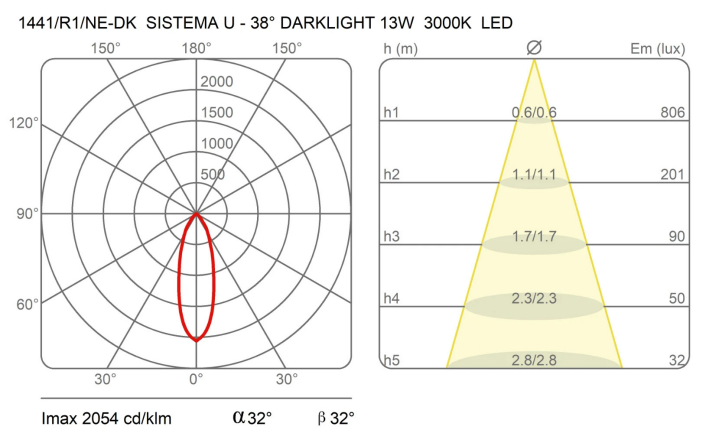 1441/R1/NE-DK SISTEMA U - 38° DARKLIGHT 13W 3000K LED
150° 180° 150° h (m) Ø Em (lux)
2000
1500
120° h1 0.6/0.6 806
1000
500
h2 1.1/1.1 201
90°
h3 1.7/1.7 90
60° h4 2.3/2.3 50
h5 2.8/2.8 32
30° 0° 30°
Imax 2054 cd/klm α 32° β 32°